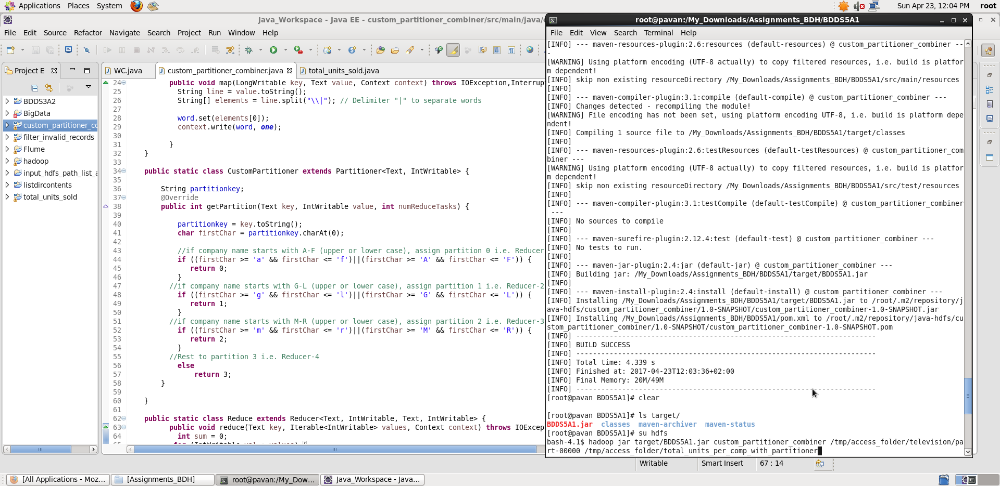 Applications Places System
Sun Apr 23, 12:04 PM root
Java_Workspace - Java EE - custom_partitioner_combiner/src/main/java/c
File Edit Source Refactor Navigate Search Project Run Window Help
Project E
BDDS3A2
BigData
custom_partitioner_co
filter_invalid_records
Flume
hadoop
input_hdfs_path_list_a
listdircontents
total_units_sold
WC.java custom_partitioner_combiner.java total_units_sold.java
24 public void map(LongWritable key, Text value, Context context) throws IOException,Interrup
25 String line = value.toString();
26 String[] elements = line.split("\\|"); // Delimiter "|" to separate words
27
28 word.set(elements[0]);
29 context.write(word, one);
30
31 }
32 }
33
34 public static class CustomPartitioner extends Partitioner<Text, IntWritable> {
35
36 String partitionkey;
37 @Override
38 public int getPartition(Text key, IntWritable value, int numReduceTasks) {
39
40 partitionkey = key.toString();
41 char firstChar = partitionkey.charAt(0);
42
43 //if company name starts with A-F (upper or lower case), assign partition 0 i.e. Reducer
44 if ((firstChar >= 'a' && firstChar <= 'f')||(firstChar >= 'A' && firstChar <= 'F')) {
45 return 0;
46 }
47 //if company name starts with G-L (upper or lower case), assign partition 1 i.e. Reducer-2
48 if ((firstChar >= 'g' && firstChar <= 'l')||(firstChar >= 'G' && firstChar <= 'L')) {
49 return 1;
50 }
51 //if company name starts with M-R (upper or lower case), assign partition 2 i.e. Reducer-3
52 if ((firstChar >= 'm' && firstChar <= 'r')||(firstChar >= 'M' && firstChar <= 'R')) {
53 return 2;
54 }
55 //Rest to partition 3 i.e. Reducer-4
56 else
57 return 3;
58 }
59
60 }
61
62 public static class Reduce extends Reducer<Text, IntWritable, Text, IntWritable> {
63 public void reduce(Text key, Iterable<IntWritable> values, Context context) throws IOExcep
64 int sum = 0;
root@pavan:/My_Downloads/Assignments_BDH/BDDS5A1
File Edit View Search Terminal Help
[INFO] --- maven-resources-plugin:2.6:resources (default-resources) @ custom_partitioner_combiner --
-
[WARNING] Using platform encoding (UTF-8 actually) to copy filtered resources, i.e. build is platfor
m dependent!
[INFO] skip non existing resourceDirectory /My_Downloads/Assignments_BDH/BDDS5A1/src/main/resources
[INFO]
[INFO] --- maven-compiler-plugin:3.1:compile (default-compile) @ custom_partitioner_combiner ---
[INFO] Changes detected - recompiling the module!
[WARNING] File encoding has not been set, using platform encoding UTF-8, i.e. build is platform depe
ndent!
[INFO] Compiling 1 source file to /My_Downloads/Assignments_BDH/BDDS5A1/target/classes
[INFO]
[INFO] --- maven-resources-plugin:2.6:testResources (default-testResources) @ custom_partitioner_com
biner ---
[WARNING] Using platform encoding (UTF-8 actually) to copy filtered resources, i.e. build is platfor
m dependent!
[INFO] skip non existing resourceDirectory /My_Downloads/Assignments_BDH/BDDS5A1/src/test/resources
[INFO]
[INFO] --- maven-compiler-plugin:3.1:testCompile (default-testCompile) @ custom_partitioner_combiner
---
[INFO] No sources to compile
[INFO]
[INFO] --- maven-surefire-plugin:2.12.4:test (default-test) @ custom_partitioner_combiner ---
[INFO] No tests to run.
[INFO]
[INFO] --- maven-jar-plugin:2.4:jar (default-jar) @ custom_partitioner_combiner ---
[INFO] Building jar: /My_Downloads/Assignments_BDH/BDDS5A1/target/BDDS5A1.jar
[INFO]
[INFO] --- maven-install-plugin:2.4:install (default-install) @ custom_partitioner_combiner ---
[INFO] Installing /My_Downloads/Assignments_BDH/BDDS5A1/target/BDDS5A1.jar to /root/.m2/repository/j
ava-hdfs/custom_partitioner_combiner/1.0-SNAPSHOT/custom_partitioner_combiner-1.0-SNAPSHOT.jar
[INFO] Installing /My_Downloads/Assignments_BDH/BDDS5A1/pom.xml to /root/.m2/repository/java-hdfs/cu
stom_partitioner_combiner/1.0-SNAPSHOT/custom_partitioner_combiner-1.0-SNAPSHOT.pom
[INFO] ------------------------------------------------------------------------
[INFO] BUILD SUCCESS
[INFO] ------------------------------------------------------------------------
[INFO] Total time: 4.339 s
[INFO] Finished at: 2017-04-23T12:03:36+02:00
[INFO] Final Memory: 20M/49M
[INFO] ------------------------------------------------------------------------
[root@pavan BDDS5A1]# clear
[root@pavan BDDS5A1]# ls target/
BDDS5A1.jar classes maven-archiver maven-status
[root@pavan BDDS5A1]# su hdfs
bash-4.1$ hadoop jar target/BDDS5A1.jar custom_partitioner_combiner /tmp/access_folder/television/pa
rt-00000 /tmp/access_folder/total_units_per_comp_with_partitioner
Writable Smart Insert 67 : 14
[All Applications - Moz... [Assignments_BDH] root@pavan:/My_Dow... Java_Workspace - Java...